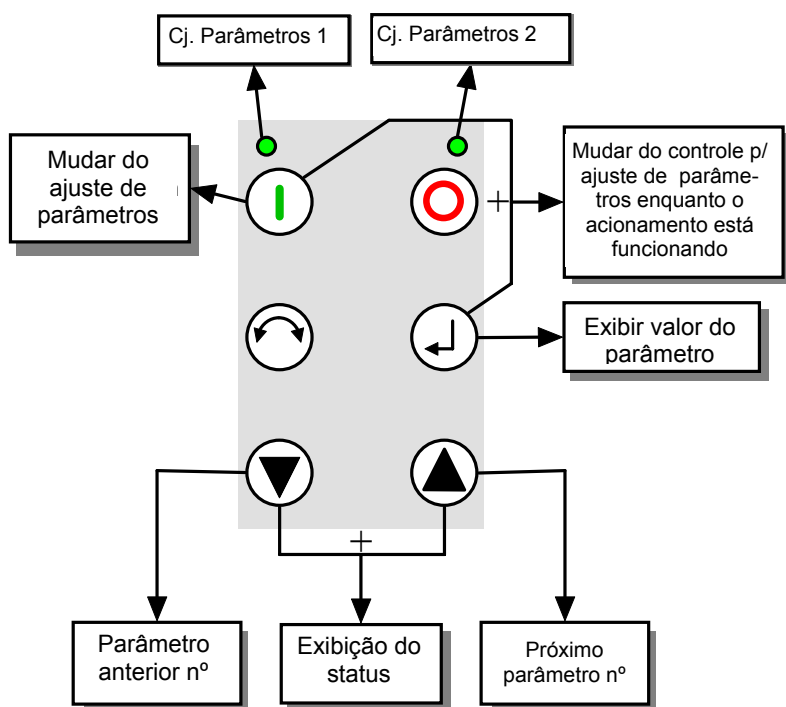 Cj. Parâmetros 1
Cj. Parâmetros 2
Mudar do
ajuste de
parâmetros
Mudar do controle p/
ajuste de parâme-
tros enquanto o
acionamento está
funcionando
+
Exibir valor do
parâmetro
+
Parâmetro
anterior nº
Exibição do
status
Próximo
parâmetro nº